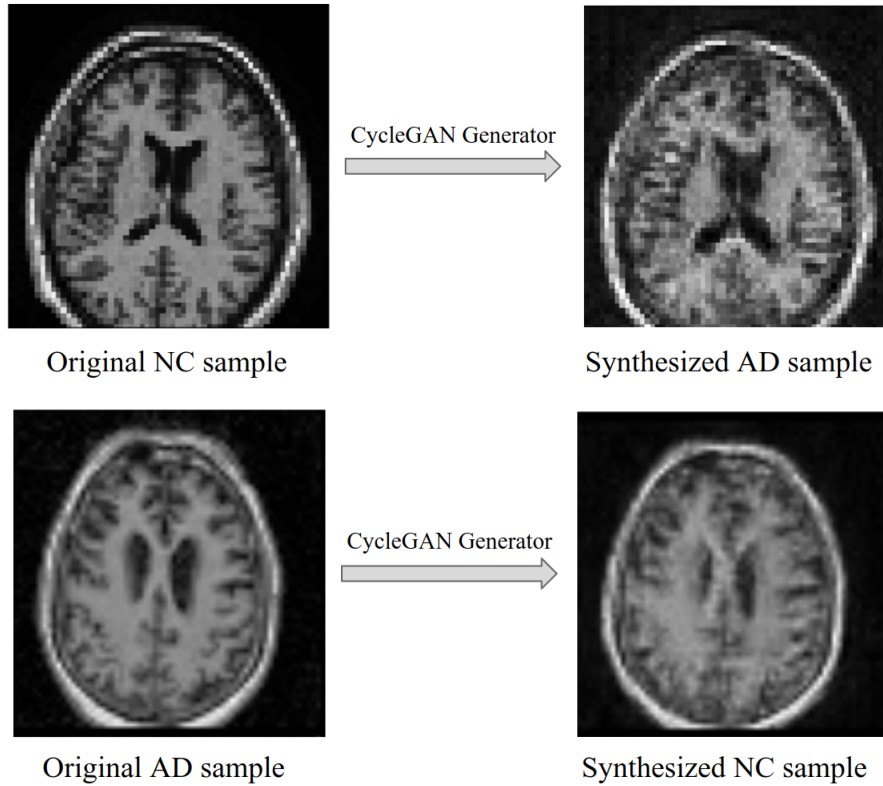 CycleGAN Generator
Original NC sample
Synthesized AD sample
CycleGAN Generator
Original AD sample
Synthesized NC sample